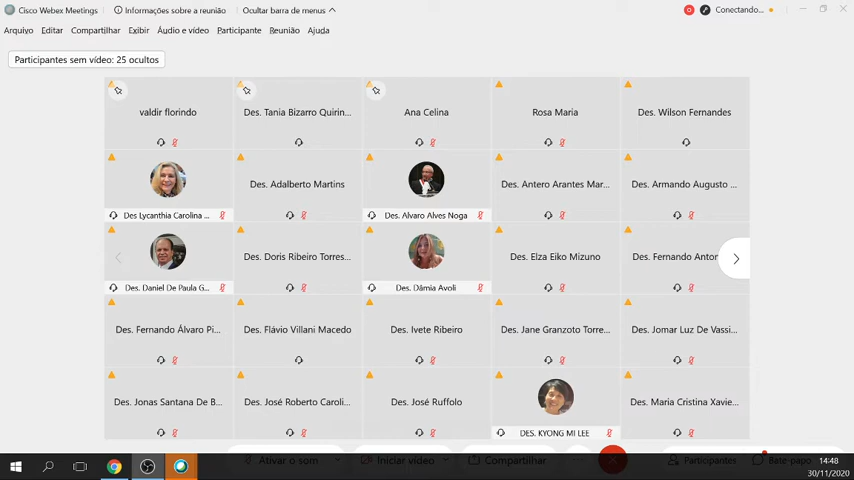 Cisco Webex Meetings
Informações sobre a reunião
Ocultar barra de menus
Conectando...
Arquivo Editar Compartilhar Exibir Áudio e vídeo Participante Reunião Ajuda
Participantes sem vídeo: 25 ocultos
valdir florindo
Des. Tania Bizarro Quirin...
Ana Celina
Rosa Maria
Des. Wilson Fernandes
Des Lycanthia Carolina ...
Des. Adalberto Martins
Des. Alvaro Alves Noga
Des. Antero Arantes Mar...
Des. Armando Augusto ...
Des. Daniel De Paula G...
Des. Doris Ribeiro Torres...
Des. Dâmia Avoli
Des. Elza Eiko Mizuno
Des. Fernando Anton
Des. Fernando Álvaro Pi...
Des. Flávio Villani Macedo
Des. Ivete Ribeiro
Des. Jane Granzoto Torre...
Des. Jomar Luz De Vassi...
Des. Jonas Santana De B...
Des. José Roberto Caroli...
Des. José Ruffolo
DES. KYONG MI LEE
Des. Maria Cristina Xavie...
Ativar o som
Iniciar vídeo
Compartilhar
Participantes
Bate-papo
14:48
30/11/2020